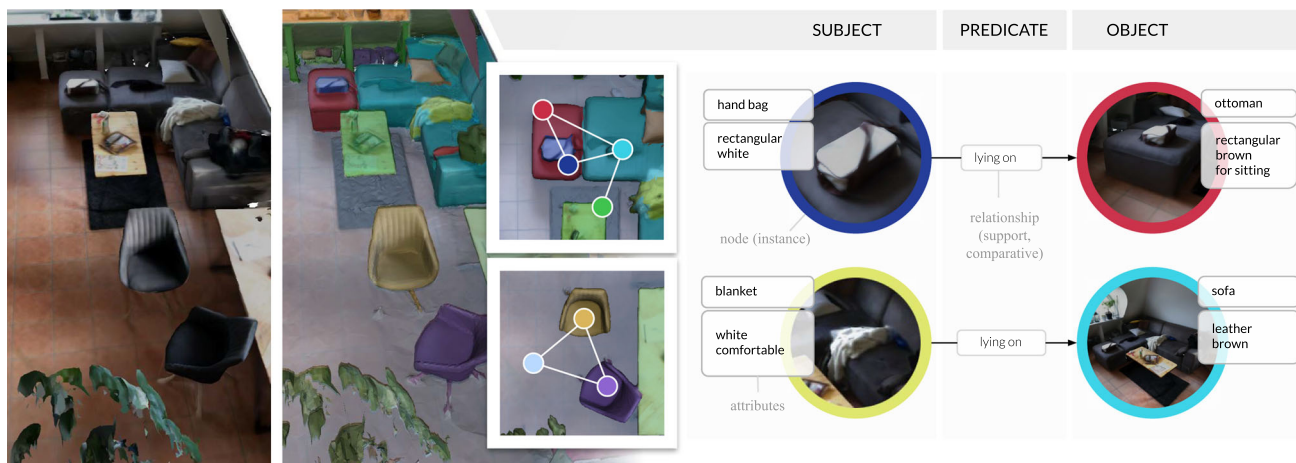 SUBJECT
PREDICATE
OBJECT
hand bag
rectangular
white
lying on
ottoman
rectangular
brown
for sitting
node (instance)
relationship
(support,
comparative)
blanket
white
comfortable
lying on
sofa
leather
brown
attributes